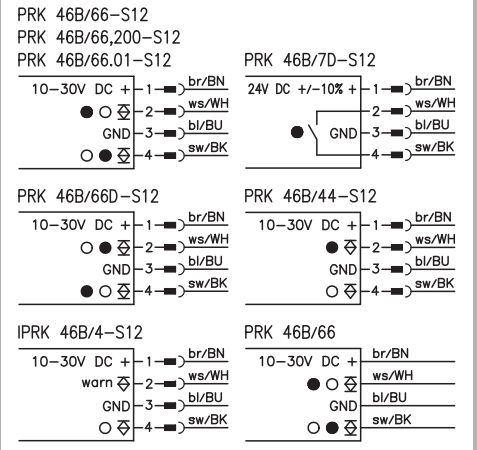 PRK 46B/66-S12
PRK 46B/66,200-S12
PRK 46B/66.01-S12
10-30V DC + 1 br/BN
2 ws/WH
GND 3 bl/BU
4 sw/BK
PRK 46B/7D-S12
24V DC +/-10% + 1 br/BN
2 ws/WH
GND 3 bl/BU
4 sw/BK
PRK 46B/66D-S12
10-30V DC + 1 br/BN
2 ws/WH
GND 3 bl/BU
4 sw/BK
PRK 46B/44-S12
10-30V DC + 1 br/BN
2 ws/WH
GND 3 bl/BU
4 sw/BK
IPRK 46B/4-S12
10-30V DC + 1 br/BN
warn 2 ws/WH
GND 3 bl/BU
4 sw/BK
PRK 46B/66
10-30V DC + br/BN
ws/WH
GND bl/BU
sw/BK